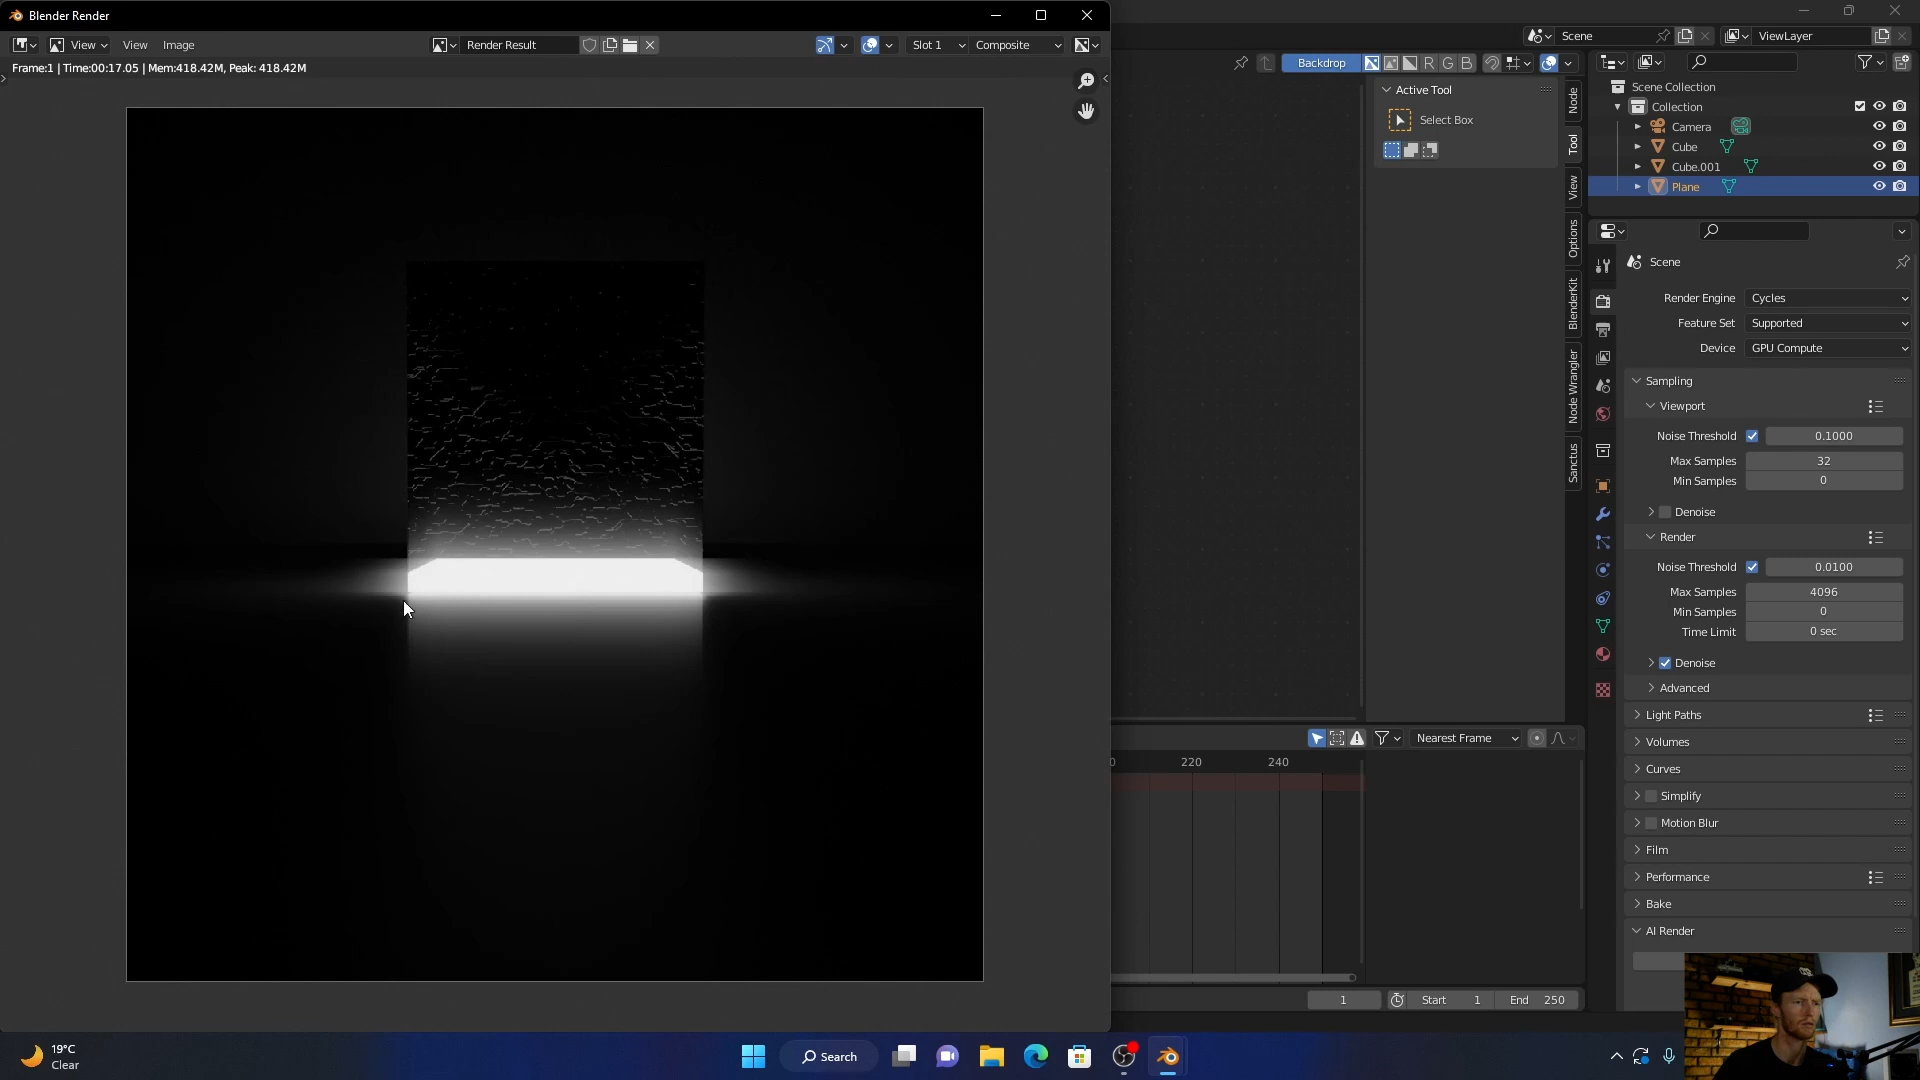 Blender Render
View
View
Image
Render Result
Slot 1
Composite
Frame:1 | Time:00:17.05 | Mem:418.42M, Peak: 418.42M
Backdrop
R
G
B
Active Tool
Select Box
Node
Tool
View
Options
BlenderKit
Node Wrangler
Sanctus
Scene
ViewLayer
Scene Collection
Collection
Camera
Cube
Cube.001
Plane
Scene
Render Engine
Cycles
Feature Set
Supported
Device
GPU Compute
Sampling
Viewport
Noise Threshold
0.1000
Max Samples
32
Min Samples
0
Denoise
Render
Noise Threshold
0.0100
Max Samples
4096
Min Samples
0
Time Limit
0 sec
Denoise
Advanced
Light Paths
Volumes
Curves
Simplify
Motion Blur
Film
Performance
Bake
AI Render
Nearest Frame
0
220
240
1
Start
1
End
250
19°C
Clear
Search